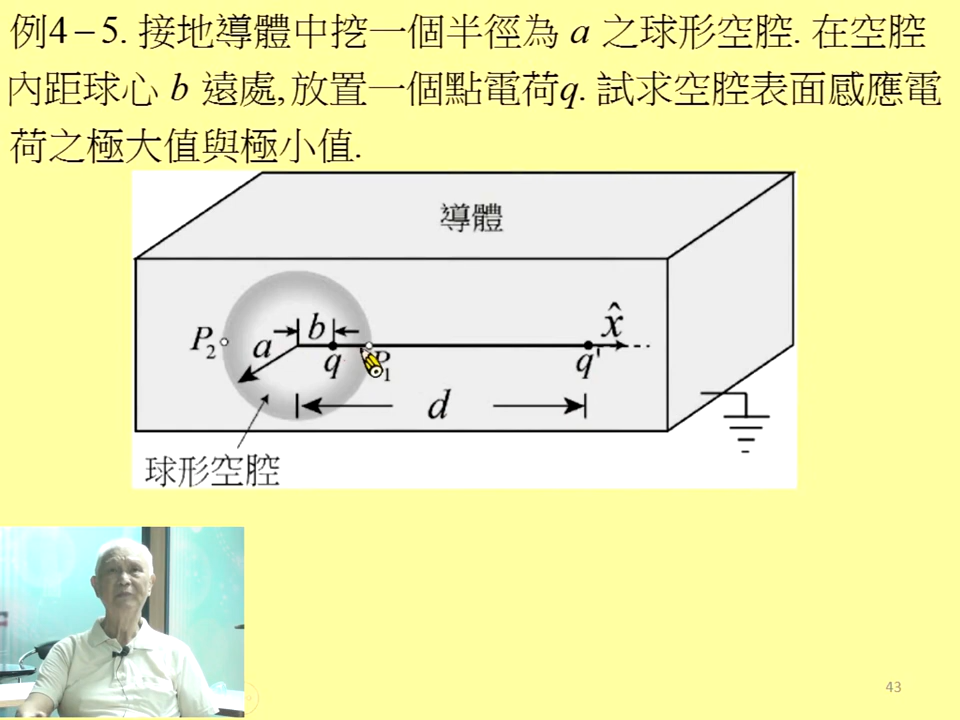 例4－5. 接地導體中挖一個半徑為 a 之球形空腔. 在空腔
內距球心 b 遠處, 放置一個點電荷q. 試求空腔表面感應電
荷之極大值與極小值.
導體
x̂
b
P₂
a
q
P₁
q'
d
球形空腔
43